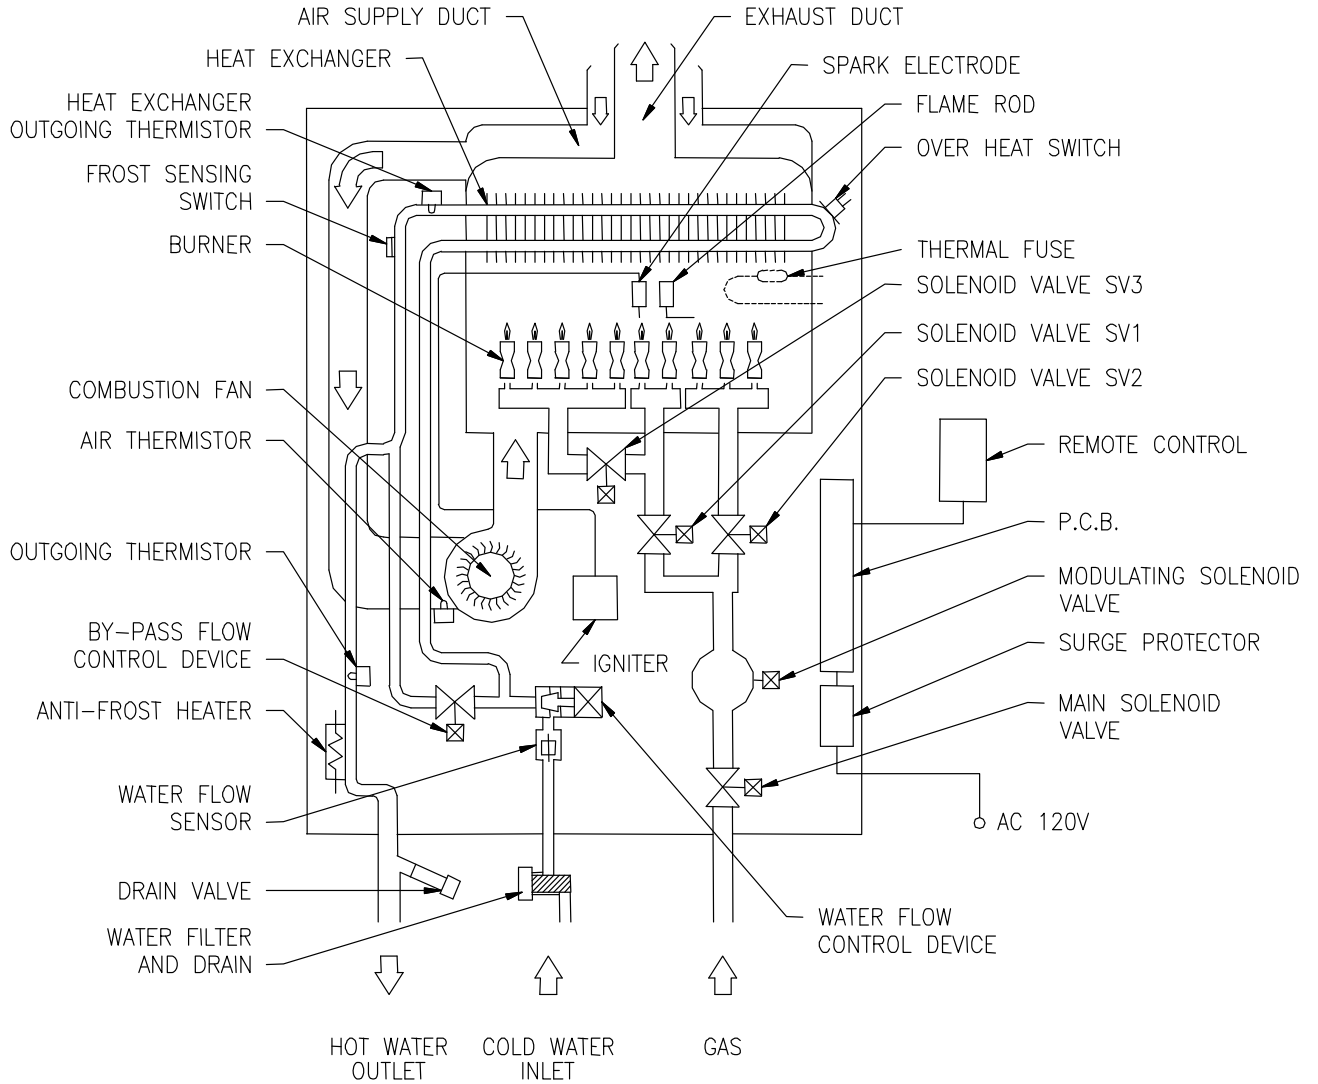 AIR SUPPLY DUCT
HEAT EXCHANGER
HEAT EXCHANGER
OUTGOING THERMISTOR
FROST SENSING
SWITCH
BURNER
COMBUSTION FAN
AIR THERMISTOR
OUTGOING THERMISTOR
BY-PASS FLOW
CONTROL DEVICE
ANTI-FROST HEATER
WATER FLOW
SENSOR
DRAIN VALVE
WATER FILTER
AND DRAIN
EXHAUST DUCT
SPARK ELECTRODE
FLAME ROD
OVER HEAT SWITCH
THERMAL FUSE
SOLENOID VALVE SV3
SOLENOID VALVE SV1
SOLENOID VALVE SV2
REMOTE CONTROL
P.C.B.
MODULATING SOLENOID
VALVE
SURGE PROTECTOR
MAIN SOLENOID
VALVE
AC 120V
IGNITER
WATER FLOW
CONTROL DEVICE
HOT WATER
OUTLET
COLD WATER
INLET
GAS